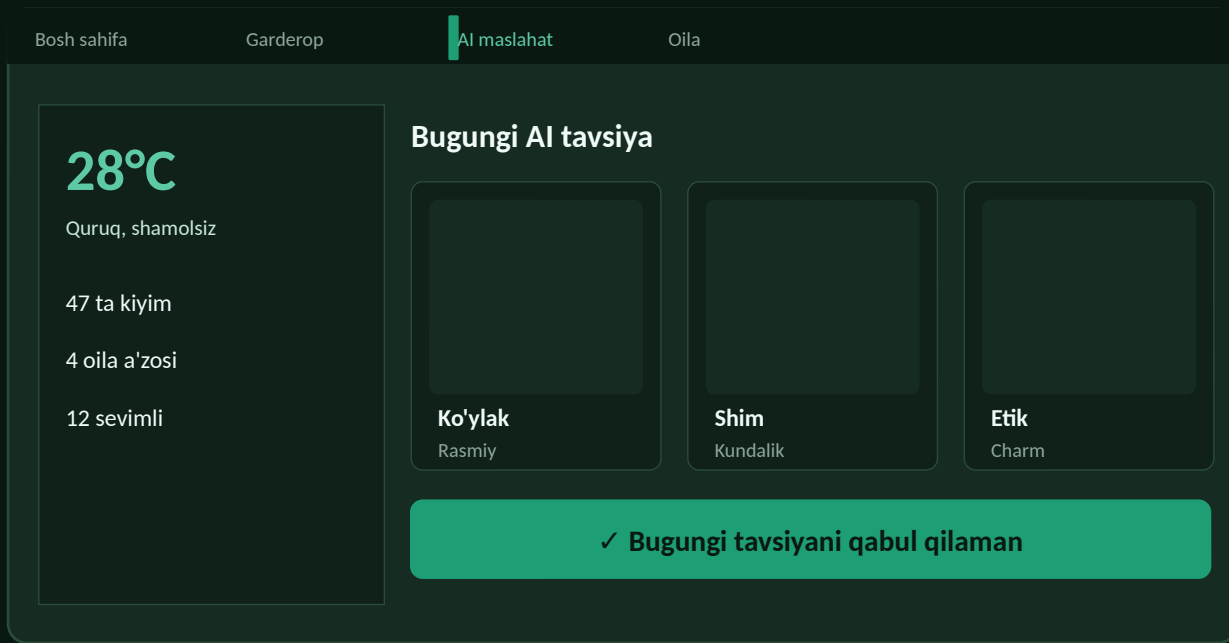 Bosh sahifa
Garderop
AI maslahat
Oila
28°C
Quruq, shamolsiz
47 ta kiyim
4 oila a'zosi
12 sevimli
Bugungi AI tavsiya
Ko'ylak
Rasmiy
Shim
Kundalik
Etik
Charm
✓ Bugungi tavsiyani qabul qilaman